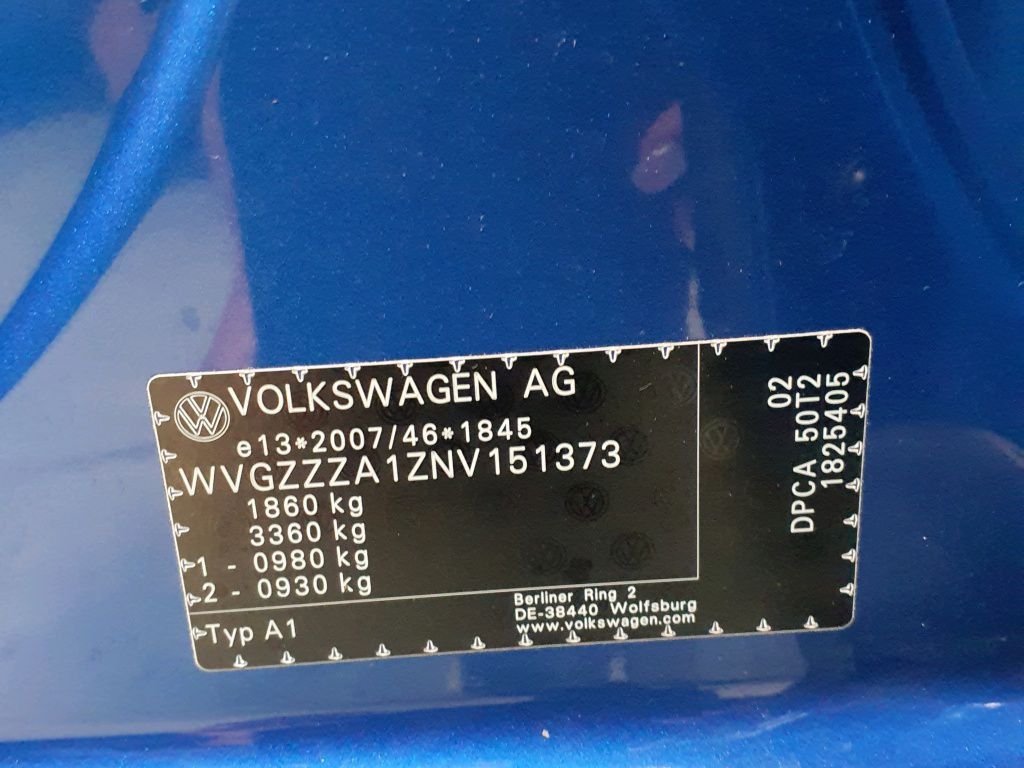 VOLKSWAGEN AG
e13*2007/46*1845
WVGZZZA1ZNV151373
1860 kg
3360 kg
1 - 0980 kg
2 - 0930 kg
Typ A1
Berliner Ring 2
DE-38440 Wolfsburg
www.volkswagen.com
02
DPCA 50T2
1825405